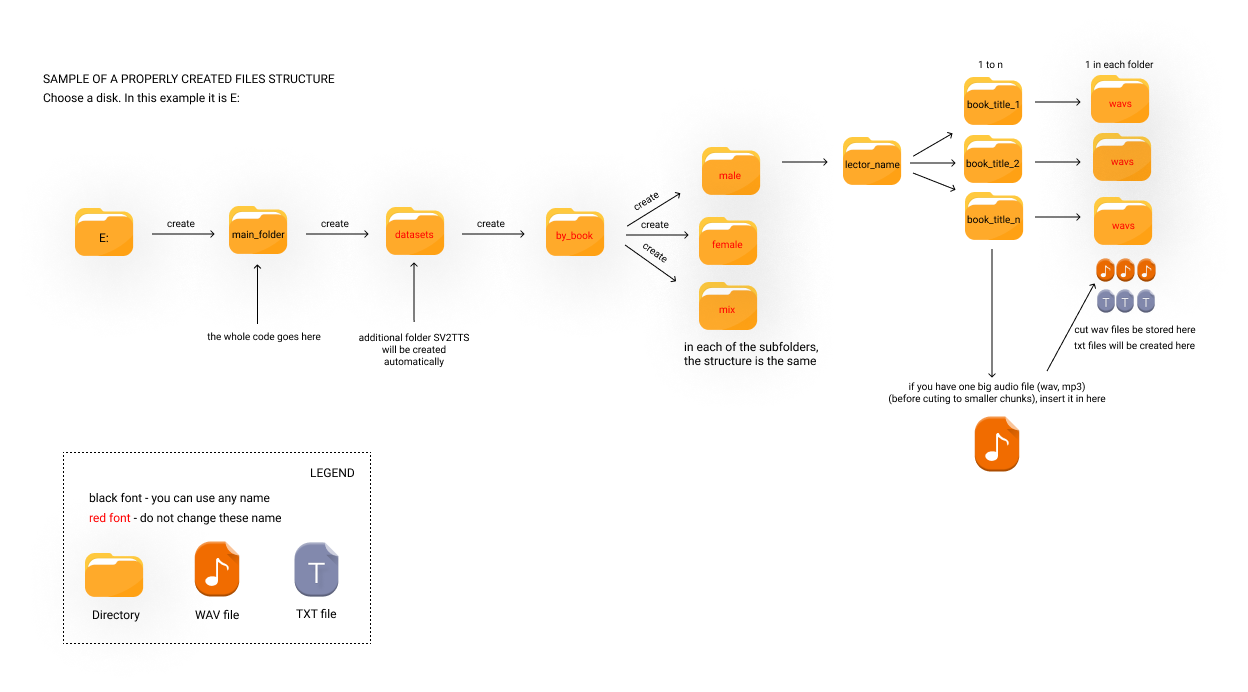 SAMPLE OF A PROPERLY CREATED FILES STRUCTURE
Choose a disk. In this example it is E:
E:
create
main_folder
create
datasets
create
by_book
create
create
create
male
female
mix
lector_name
1 to n
book_title_1
book_title_2
book_title_n
1 in each folder
wavs
wavs
wavs
T T T
the whole code goes here
additional folder SV2TTS
will be created
automatically
in each of the subfolders,
the structure is the same
cut wav files be stored here
txt files will be created here
if you have one big audio file (wav, mp3)
(before cuting to smaller chunks), insert it in here
LEGEND
black font - you can use any name
red font - do not change these name
T
Directory
WAV file
TXT file